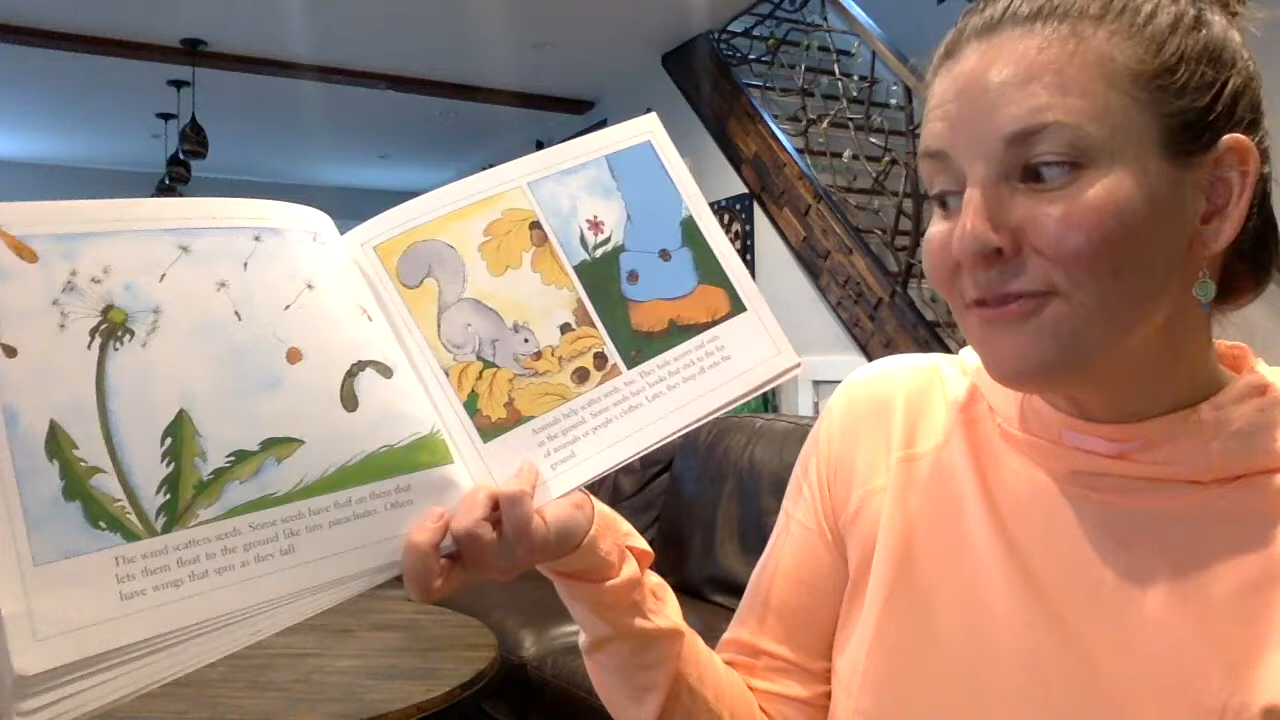 The wind scatters seeds. Some seeds have fluff on them that
lets them float to the ground like tiny parachutes. Others
have wings that spin as they fall.
Animals help scatter seeds, too. They hide acorns and nuts
in the ground. Some seeds have hooks that stick to the fur
of animals or people's clothes. Later, they drop off onto the
ground.